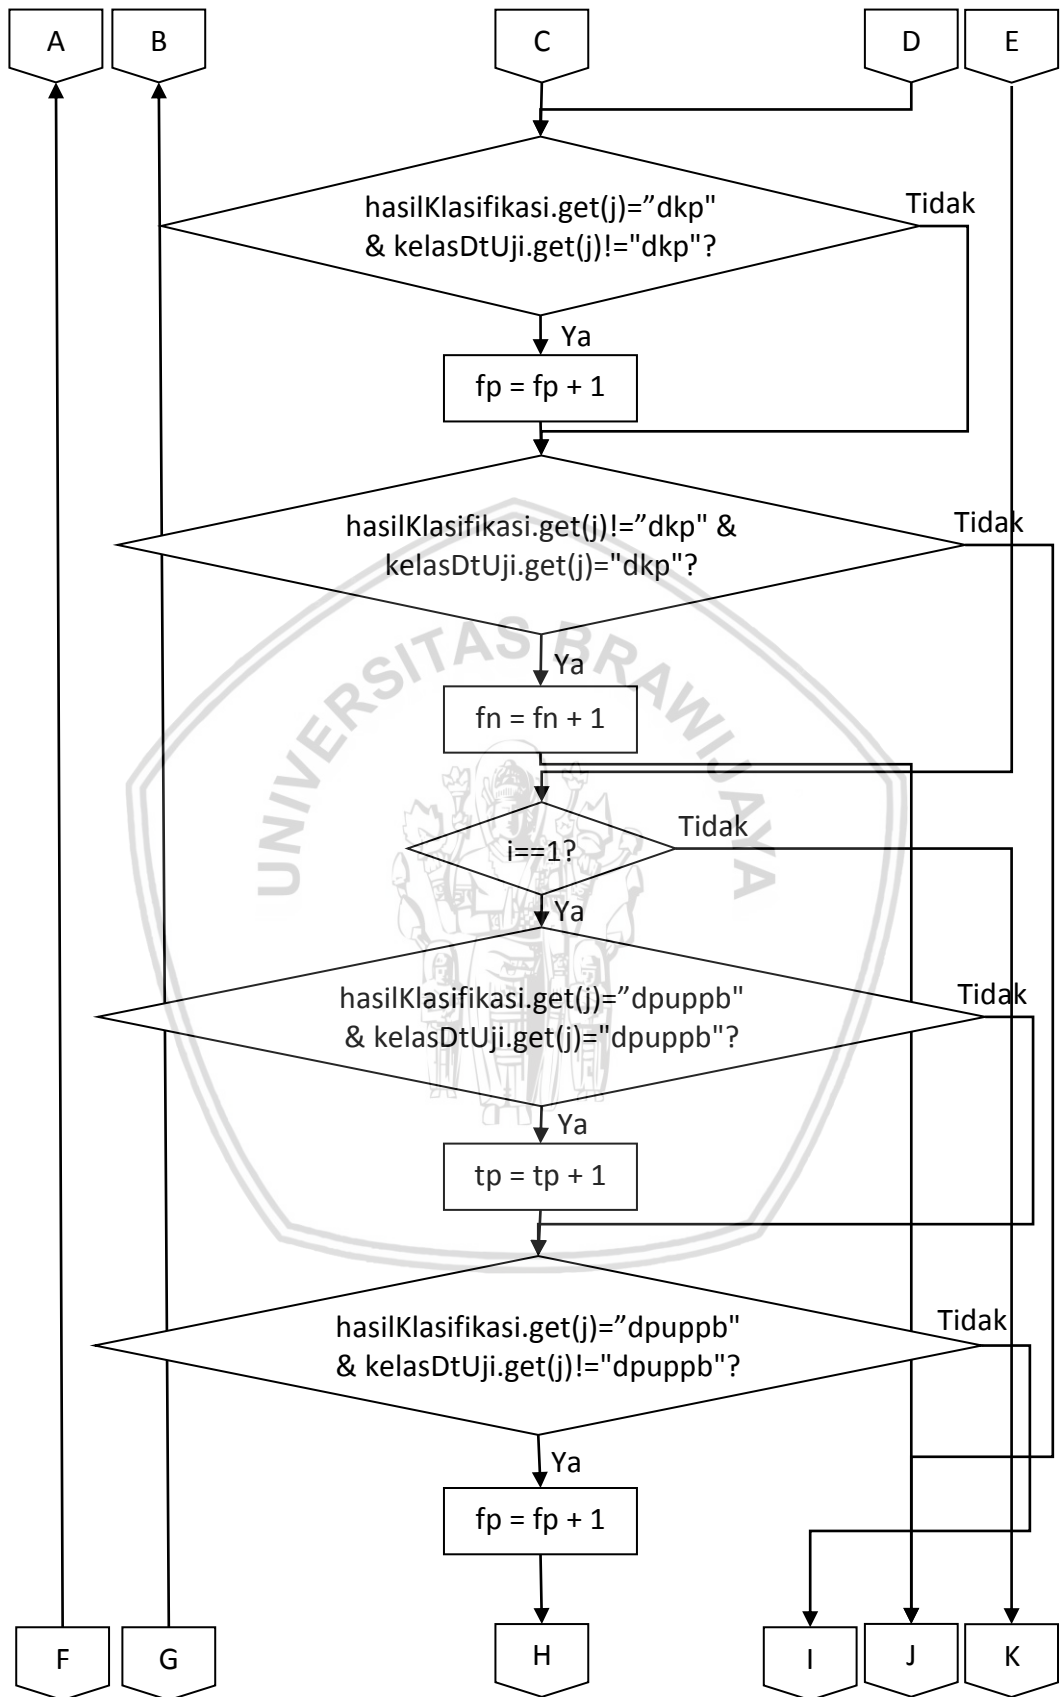 A
B
C
D
E
hasilKlasifikasi.get(j)=”dkp"
& kelasDtUji.get(j)!="dkp"?
Tidak
Ya
fp = fp + 1
hasilKlasifikasi.get(j)!=”dkp" &
kelasDtUji.get(j)="dkp"?
Tidak
Ya
fn = fn + 1
UNIVERSITAS BRAWIJAYA
i==1?
Tidak
Ya
hasilKlasifikasi.get(j)=”dpuppb"
& kelasDtUji.get(j)="dpuppb"?
Tidak
Ya
tp = tp + 1
hasilKlasifikasi.get(j)=”dpuppb"
& kelasDtUji.get(j)!="dpuppb"?
Tidak
Ya
fp = fp + 1
F
G
H
I
J
K